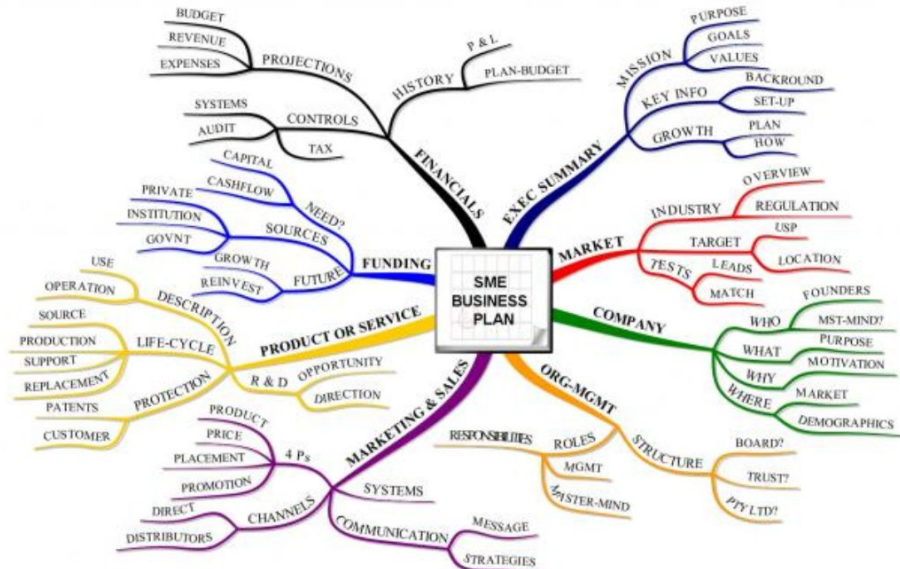 SME
BUSINESS
PLAN
EXEC SUMMARY
MISSION
PURPOSE
GOALS
VALUES
KEY INFO
BACKROUND
SET-UP
GROWTH
PLAN
HOW
MARKET
INDUSTRY
OVERVIEW
REGULATION
TARGET
USP
LOCATION
TESTS
LEADS
MATCH
COMPANY
WHO
FOUNDERS
MST-MIND?
WHAT
PURPOSE
WHY
MOTIVATION
WHERE
MARKET
DEMOGRAPHICS
ORG-MGMT
STRUCTURE
BOARD?
TRUST?
PTY LTD?
ROLES
RESPONSIBILITIES
MGMT
MASTER-MIND
MARKETING & SALES
4 Ps
PRODUCT
PRICE
PLACEMENT
PROMOTION
CHANNELS
DIRECT
DISTRIBUTORS
SYSTEMS
COMMUNICATION
MESSAGE
STRATEGIES
PRODUCT OR SERVICE
DESCRIPTION
USE
OPERATION
LIFE-CYCLE
SOURCE
PRODUCTION
SUPPORT
REPLACEMENT
PROTECTION
PATENTS
CUSTOMER
R & D
OPPORTUNITY
DIRECTION
FUNDING
NEED?
CAPITAL
CASHFLOW
SOURCES
PRIVATE
INSTITUTION
GOVNT
FUTURE
GROWTH
REINVEST
FINANCIALS
PROJECTIONS
BUDGET
REVENUE
EXPENSES
CONTROLS
SYSTEMS
AUDIT
TAX
HISTORY
P & L
PLAN-BUDGET